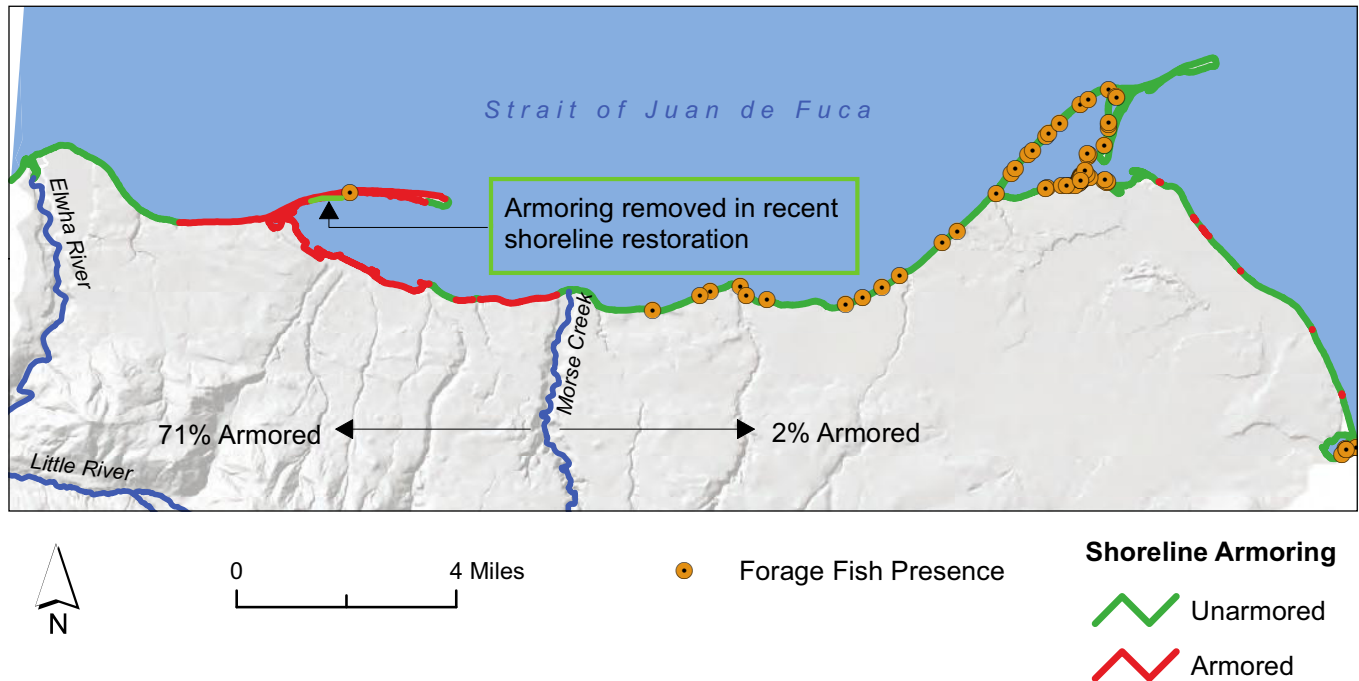 Strait of Juan de Fuca
Elwha River
Armoring removed in recent
shoreline restoration
Morse Creek
71% Armored
2% Armored
Little River
N
0
4 Miles
Forage Fish Presence
Shoreline Armoring
Unarmored
Armored